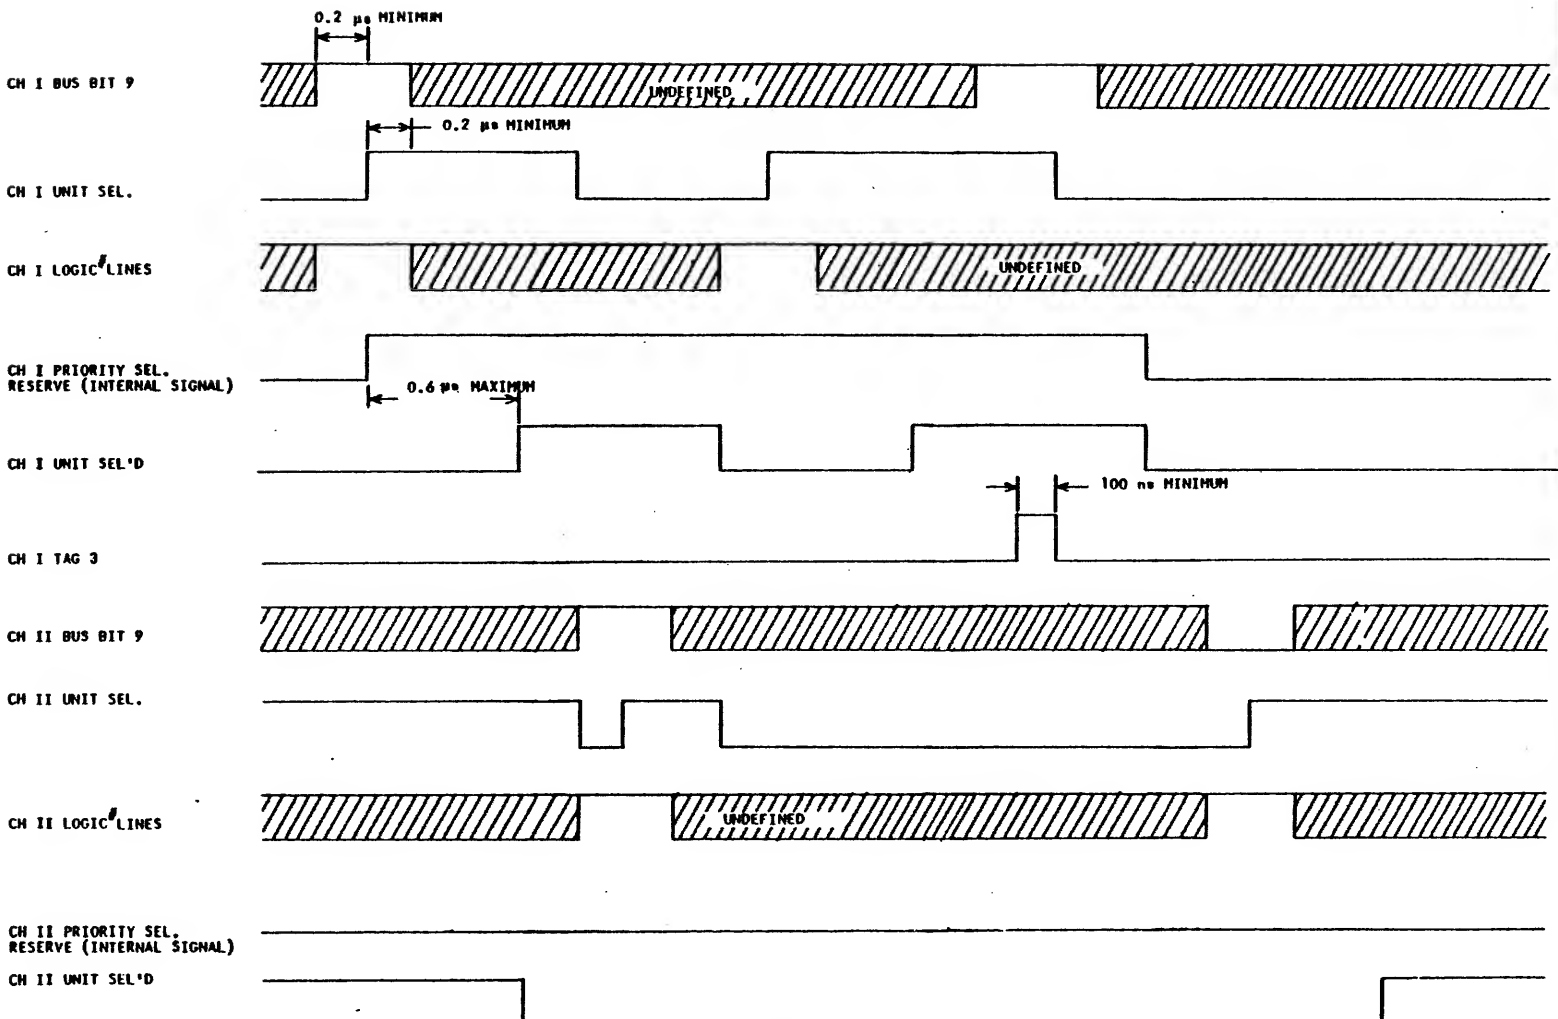 0.2 µs MINIMUM
CH I BUS BIT 9
UNDEFINED
0.2 µs MINIMUM
CH I UNIT SEL.
CH I LOGIC # LINES
UNDEFINED
CH I PRIORITY SEL.
RESERVE (INTERNAL SIGNAL)
0.6 µs MAXIMUM
CH I UNIT SEL'D
100 ns MINIMUM
CH I TAG 3
CH II BUS BIT 9
CH II UNIT SEL.
CH II LOGIC # LINES
UNDEFINED
CH II PRIORITY SEL.
RESERVE (INTERNAL SIGNAL)
CH II UNIT SEL'D